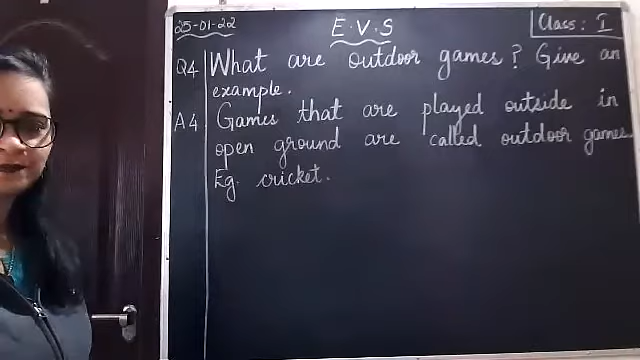 25-01-22 E.V.S Class: I
Q4 What are outdoor games? Give an
example.
A4 Games that are played outside in
open ground are called outdoor games.
Eg. cricket.